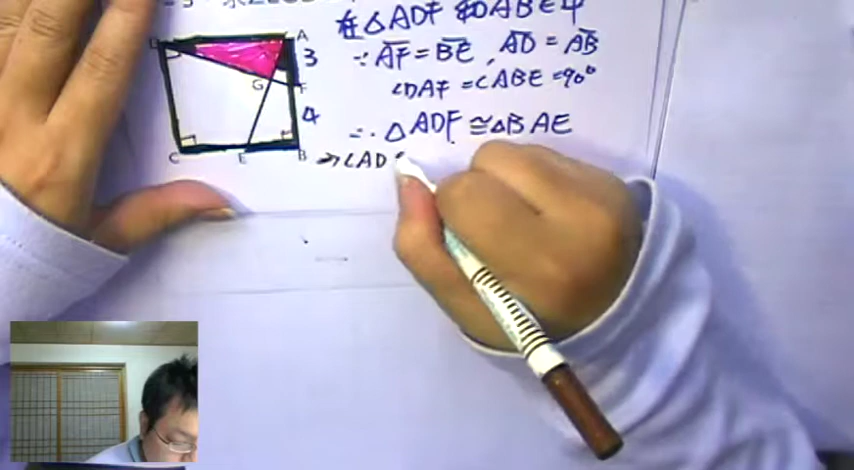 在△ADF和ABE中
∵AF=BE,AD=AB
∠DAF=∠ABE=90°
∴△ADF≅△BAE
→∠AD
A
3
G
F
4
C
E
B